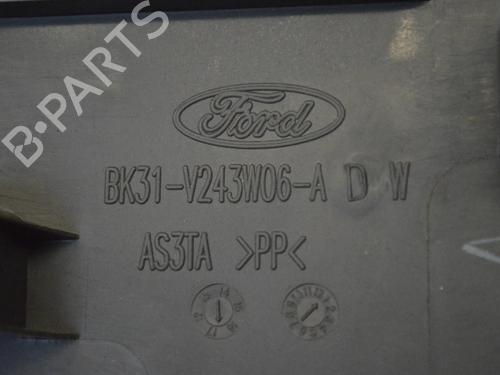 B-PARTS
Ford
BK31-V243W06-A D W
AS3TA >PP<